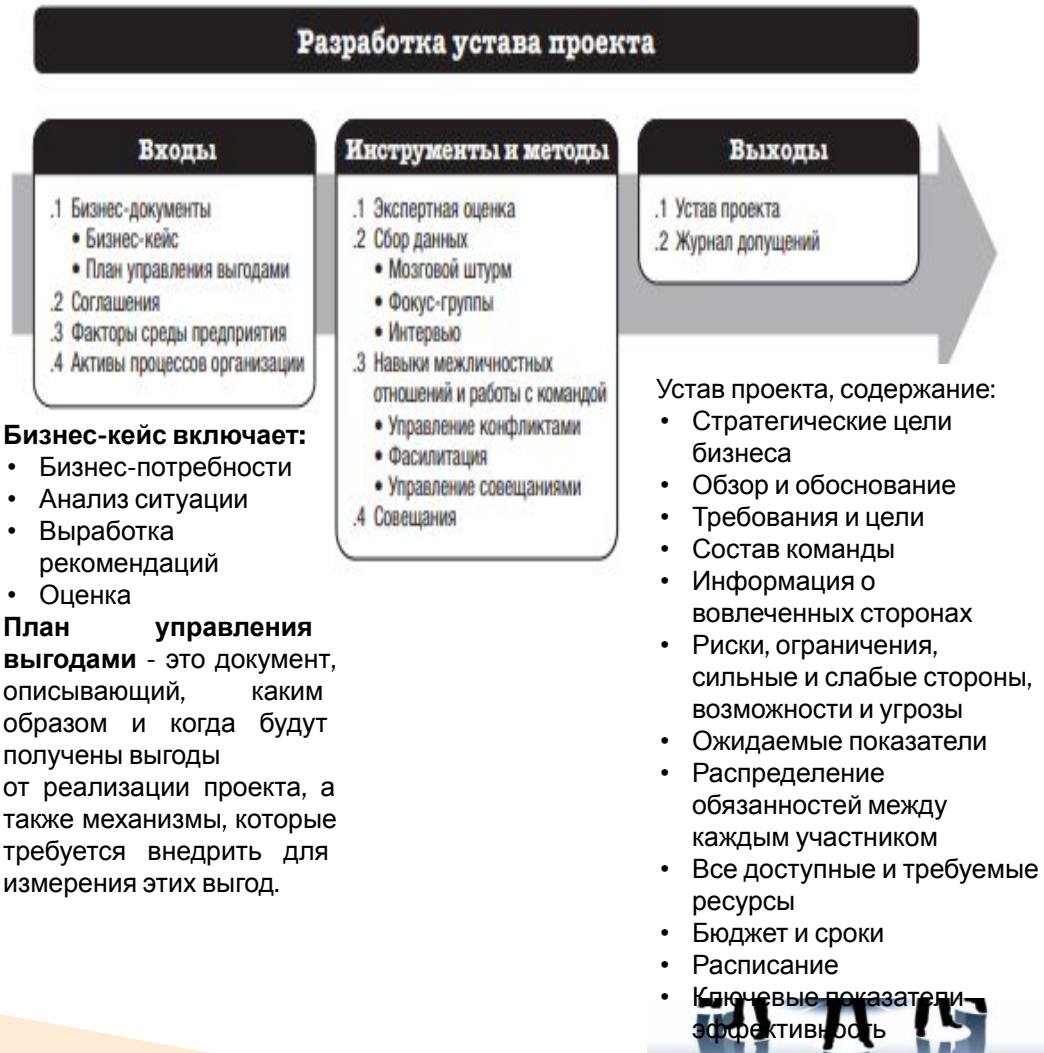 Разработка устава проекта
Входы
.1 Бизнес-документы
• Бизнес-кейс
• План управления выгодами
.2 Соглашения
.3 Факторы среды предприятия
.4 Активы процессов организации
Инструменты и методы
.1 Экспертная оценка
.2 Сбор данных
• Мозговой штурм
• Фокус-группы
• Интервью
.3 Навыки межличностных
отношений и работы с командой
• Управление конфликтами
• Фасилитация
• Управление совещаниями
.4 Совещания
Выходы
.1 Устав проекта
.2 Журнал допущений
Бизнес-кейс включает:
• Бизнес-потребности
• Анализ ситуации
• Выработка
рекомендаций
• Оценка
План управления
выгодами - это документ,
описывающий, каким
образом и когда будут
получены выгоды
от реализации проекта, а
также механизмы, которые
требуется внедрить для
измерения этих выгод.
Устав проекта, содержание:
• Стратегические цели
бизнеса
• Обзор и обоснование
• Требования и цели
• Состав команды
• Информация о
вовлеченных сторонах
• Риски, ограничения,
сильные и слабые стороны,
возможности и угрозы
• Ожидаемые показатели
• Распределение
обязанностей между
каждым участником
• Все доступные и требуемые
ресурсы
• Бюджет и сроки
• Расписание
• Ключевые показатели
эффективность